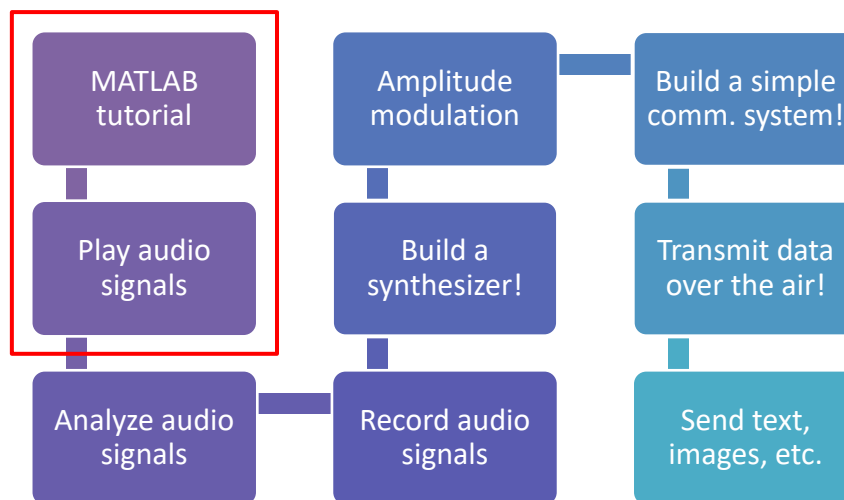 MATLAB
tutorial
Play audio
signals
Analyze audio
signals
Record audio
signals
Build a
synthesizer!
Amplitude
modulation
Build a simple
comm. system!
Transmit data
over the air!
Send text,
images, etc.